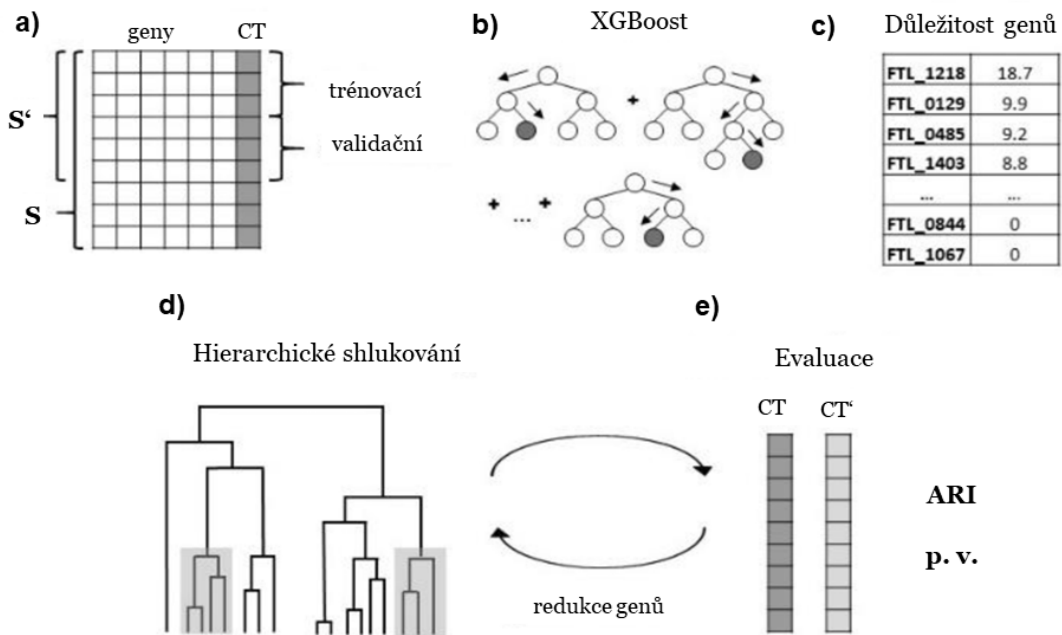 a)
geny CT
S‘
S
trénovací
validační
b)
XGBoost
+
+ ... +
c)
Důležitost genů
FTL_1218 18.7
FTL_0129 9.9
FTL_0485 9.2
FTL_1403 8.8
... ...
FTL_0844 0
FTL_1067 0
d)
Hierarchické shlukování
redukce genů
e)
Evaluace
CT CT‘
ARI
p. v.